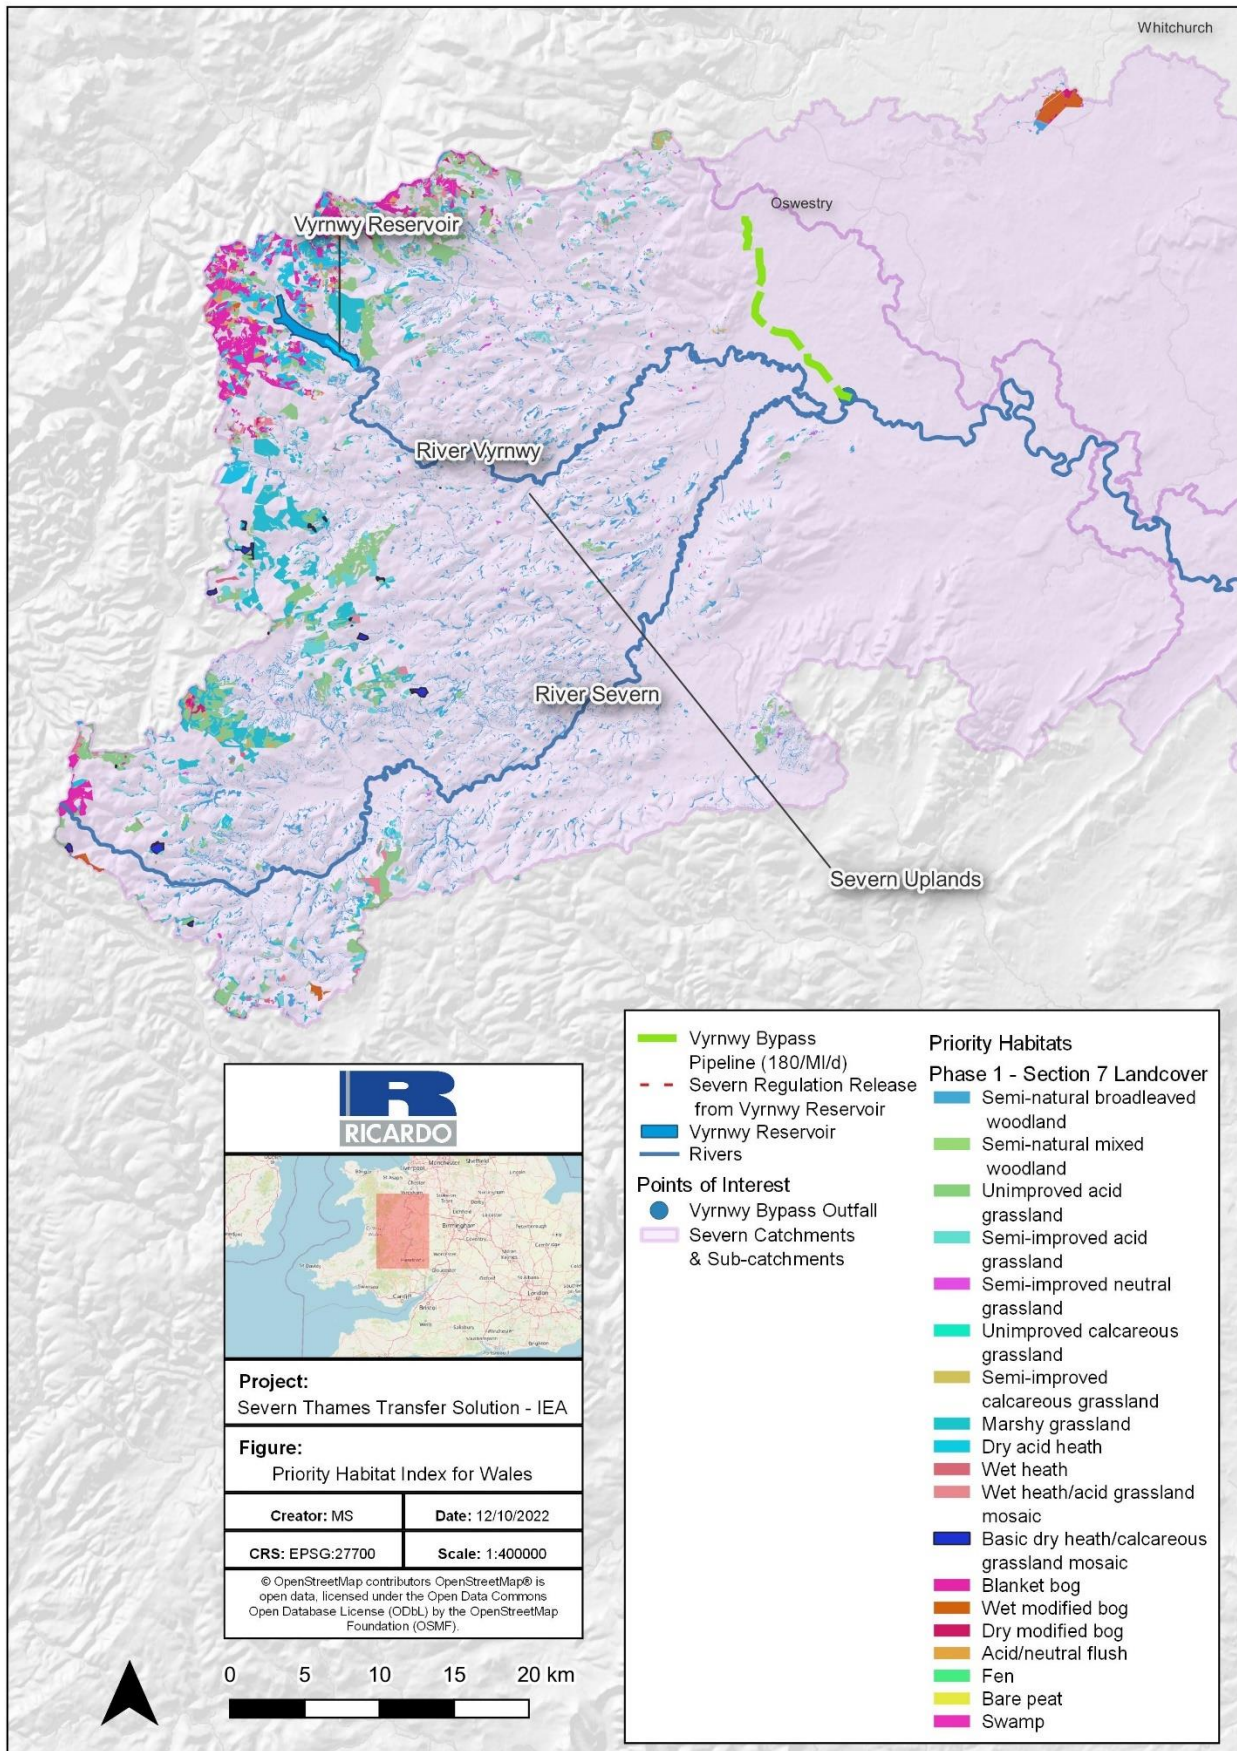 Whitchurch
Oswestry
Vyrnwy Reservoir
River Vyrnwy
River Severn
Severn Uplands
RICARDO
Project:
Severn Thames Transfer Solution - IEA
Figure:
Priority Habitat Index for Wales
Creator: MS
Date: 12/10/2022
CRS: EPSG:27700
Scale: 1:400000
© OpenStreetMap contributors OpenStreetMap® is
open data, licensed under the Open Data Commons
Open Database License (ODbL) by the OpenStreetMap
Foundation (OSMF).
0 5 10 15 20 km
Vyrnwy Bypass
Pipeline (180/Ml/d)
Severn Regulation Release
from Vyrnwy Reservoir
Vyrnwy Reservoir
Rivers
Points of Interest
Vyrnwy Bypass Outfall
Severn Catchments
& Sub-catchments
Priority Habitats
Phase 1 - Section 7 Landcover
Semi-natural broadleaved
woodland
Semi-natural mixed
woodland
Unimproved acid
grassland
Semi-improved acid
grassland
Semi-improved neutral
grassland
Unimproved calcareous
grassland
Semi-improved
calcareous grassland
Marshy grassland
Dry acid heath
Wet heath
Wet heath/acid grassland
mosaic
Basic dry heath/calcareous
grassland mosaic
Blanket bog
Wet modified bog
Dry modified bog
Acid/neutral flush
Fen
Bare peat
Swamp